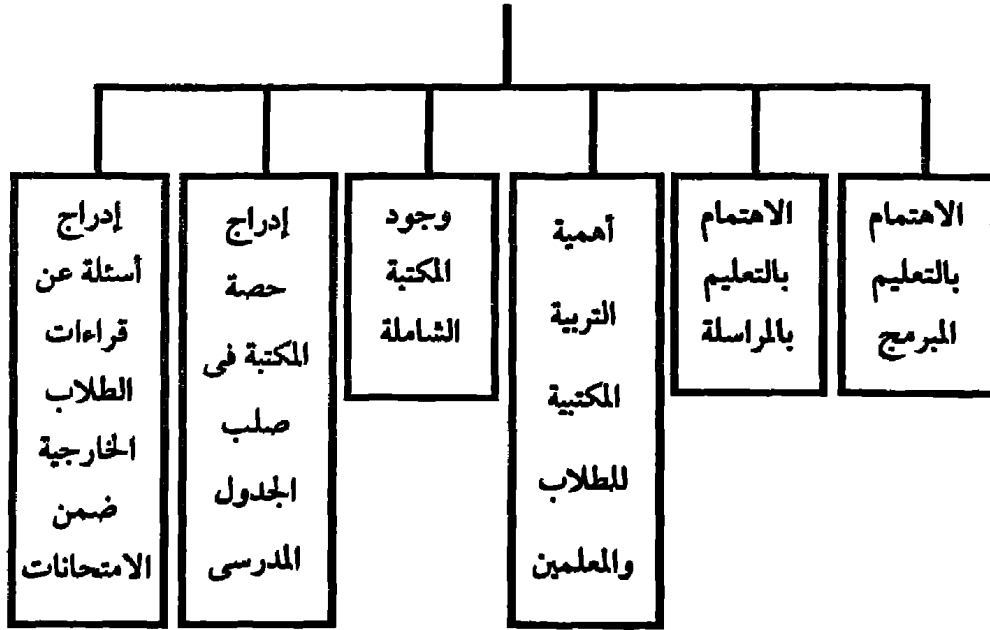 الاهتمام
بالتعليم
المبرمج
الاهتمام
بالتعليم
بالمراسلة
أهمية
التربية
المكتبية
للطلاب
والمعلمين
وجود
المكتبة
الشاملة
إدراج
حصة
المكتبة فى
صلب
الجدول
المدرسى
إدراج
أسئلة عن
قراءات
الطلاب
الخارجية
ضمن
الامتحانات